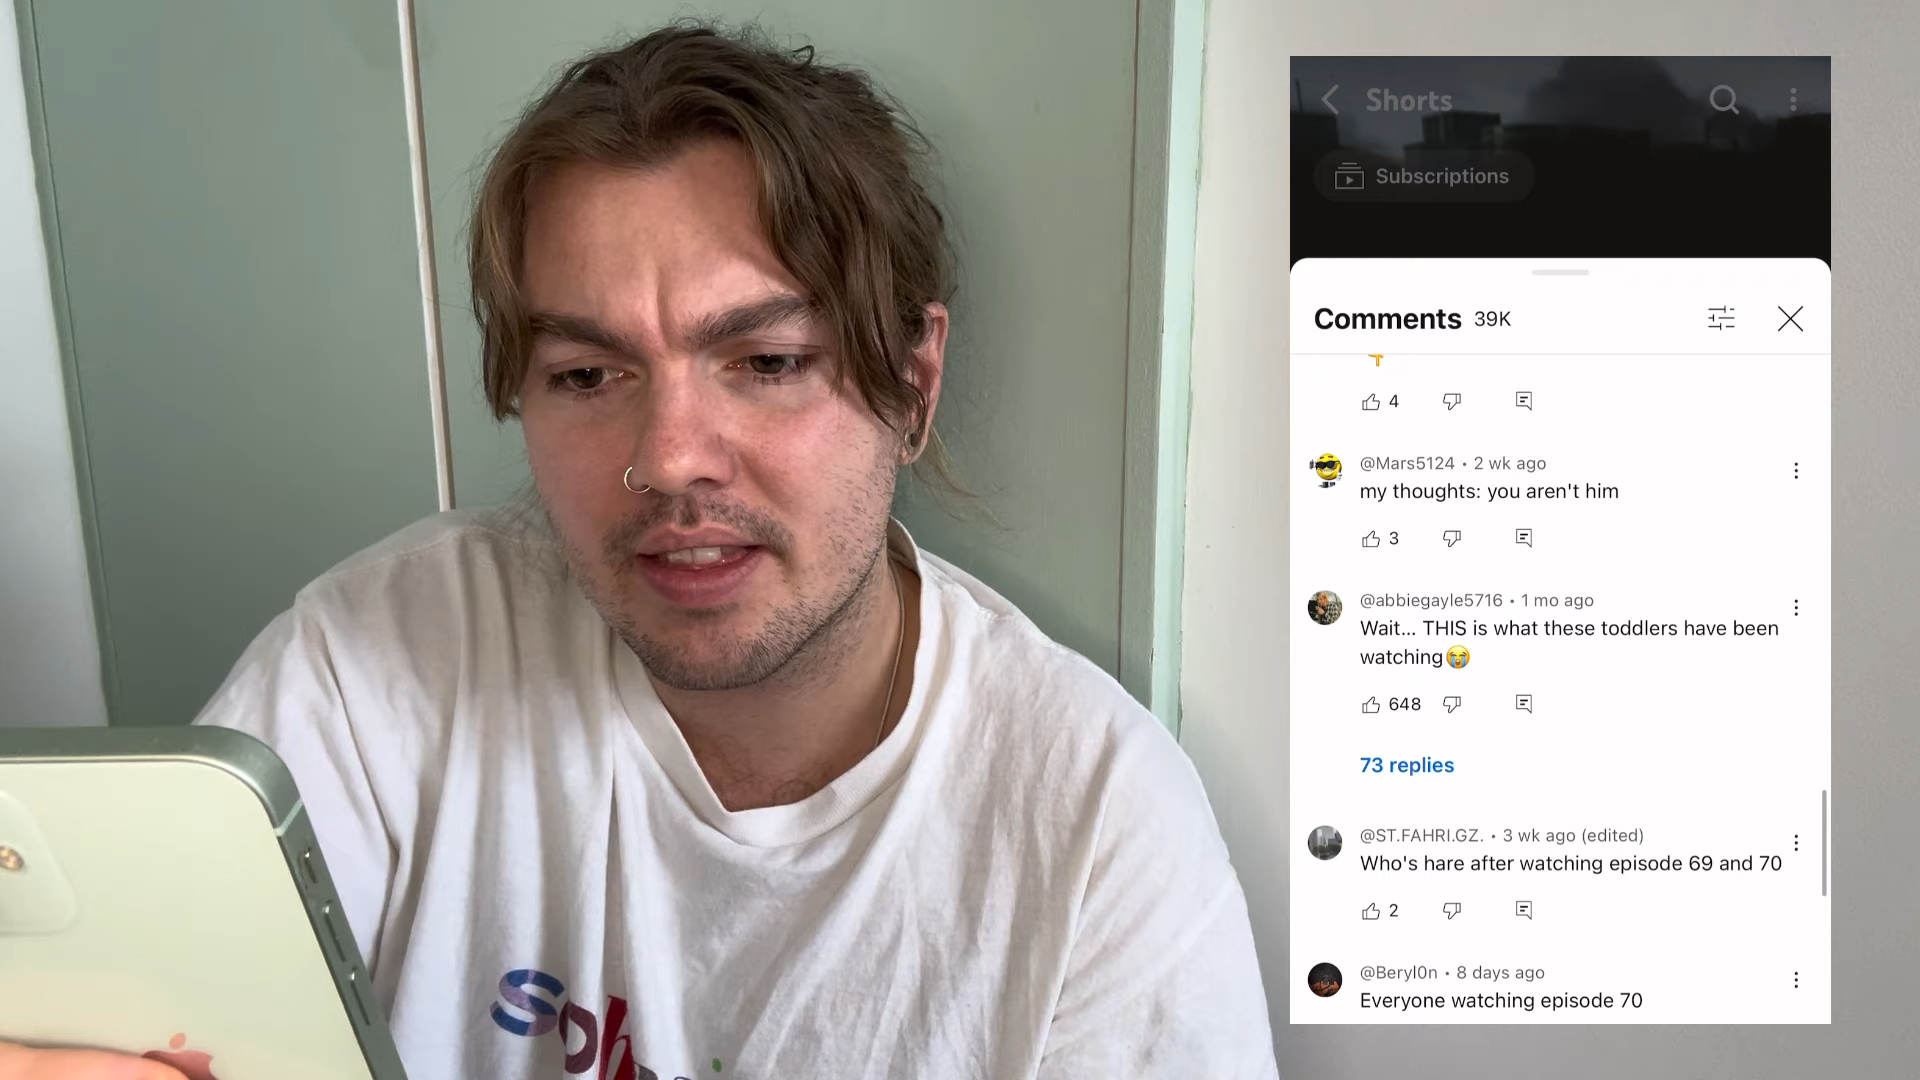 Shorts
Subscriptions
Comments 39K
4
@Mars5124 • 2 wk ago
my thoughts: you aren't him
3
@abbiegayle5716 • 1 mo ago
Wait... THIS is what these toddlers have been
watching😭
648
73 replies
@ST.FAHRI.GZ. • 3 wk ago (edited)
Who's hare after watching episode 69 and 70
2
@Beryl0n • 8 days ago
Everyone watching episode 70